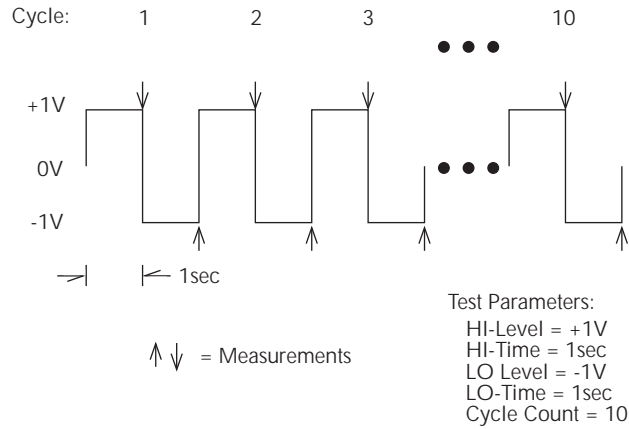 Cycle: 1 2 3 10
+1V
0V
-1V
1sec
= Measurements
Test Parameters:
HI-Level = +1V
HI-Time = 1sec
LO Level = -1V
LO-Time = 1sec
Cycle Count = 10